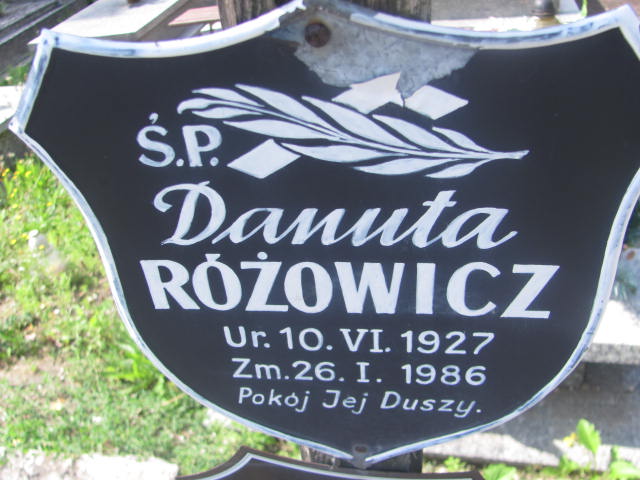 Ś.P.
Danuta
RÓŻOWICZ
Ur. 10. VI. 1927
Zm. 26. I. 1986
Pokój Jej Duszy.